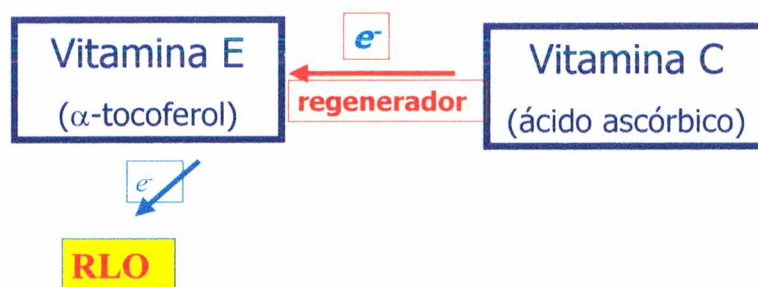 Vitamina E
(α-tocoferol)
e-
regenerador
Vitamina C
(ácido ascórbico)
e-
RLO